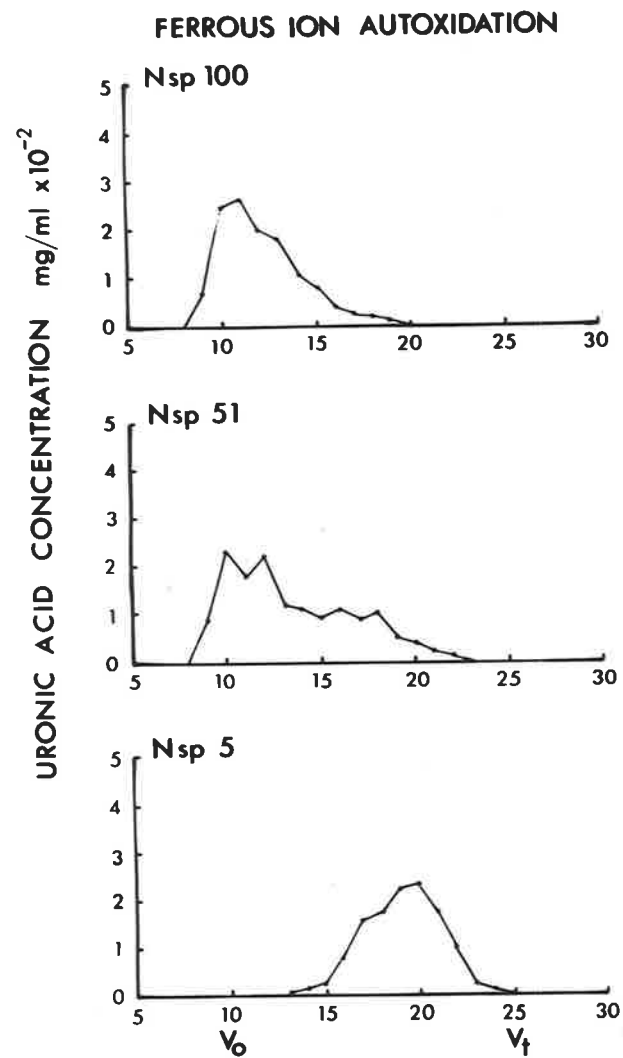 FERROUS ION AUTOXIDATION
URONIC ACID CONCENTRATION mg/ml x10⁻²
Nsp 100
5
4
3
2
1
0
5 10 15 20 25 30
Nsp 51
5
4
3
2
1
0
5 10 15 20 25 30
Nsp 5
5
4
3
2
1
0
5 10 15 20 25 30
Vo Vt